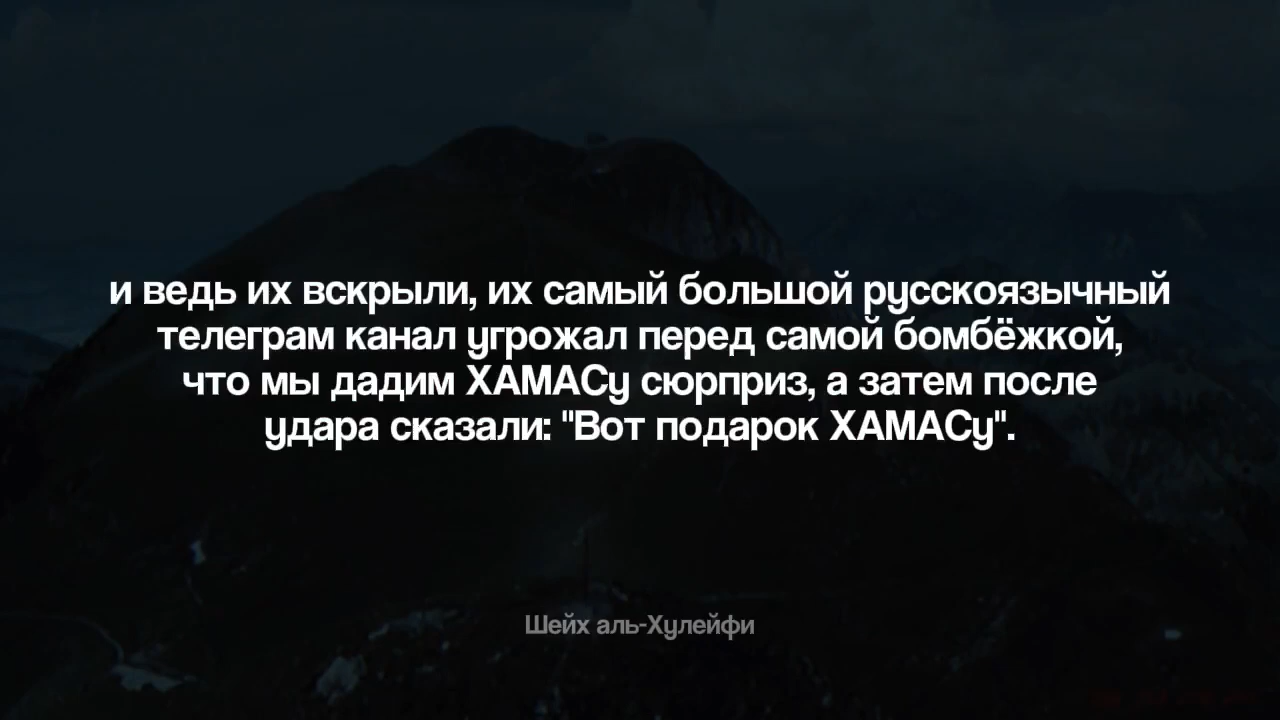 и ведь их вскрыли, их самый большой русскоязычный
телеграм канал угрожал перед самой бомбёжкой,
что мы дадим ХАМАСу сюрприз, а затем после
удара сказали: "Вот подарок ХАМАСу".
Шейх аль-Хулейфи